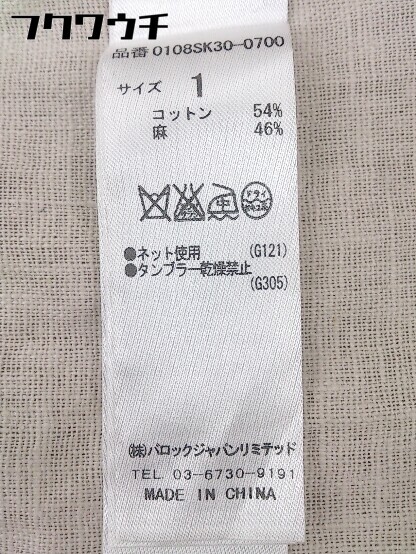 フクワウチ
品番 0108SK30-0700
サイズ 1
コットン 54%
麻 46%
ドライ
●ネット使用 (G121)
●タンブラー乾燥禁止
(G305)
(株)バロックジャパンリミテッド
TEL. 03-6730-9191
MADE IN CHINA